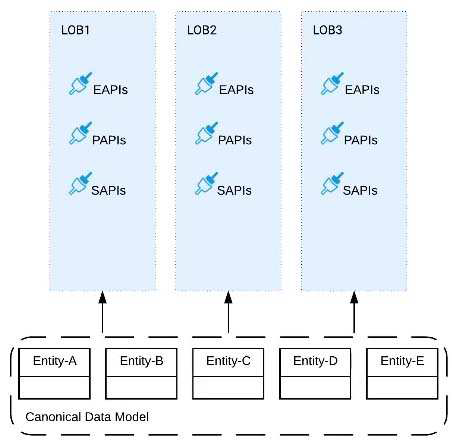 LOB1
EAPIs
PAPIs
SAPIs
LOB2
EAPIs
PAPIs
SAPIs
LOB3
EAPIs
PAPIs
SAPIs
Entity-A
Entity-B
Entity-C
Entity-D
Entity-E
Canonical Data Model